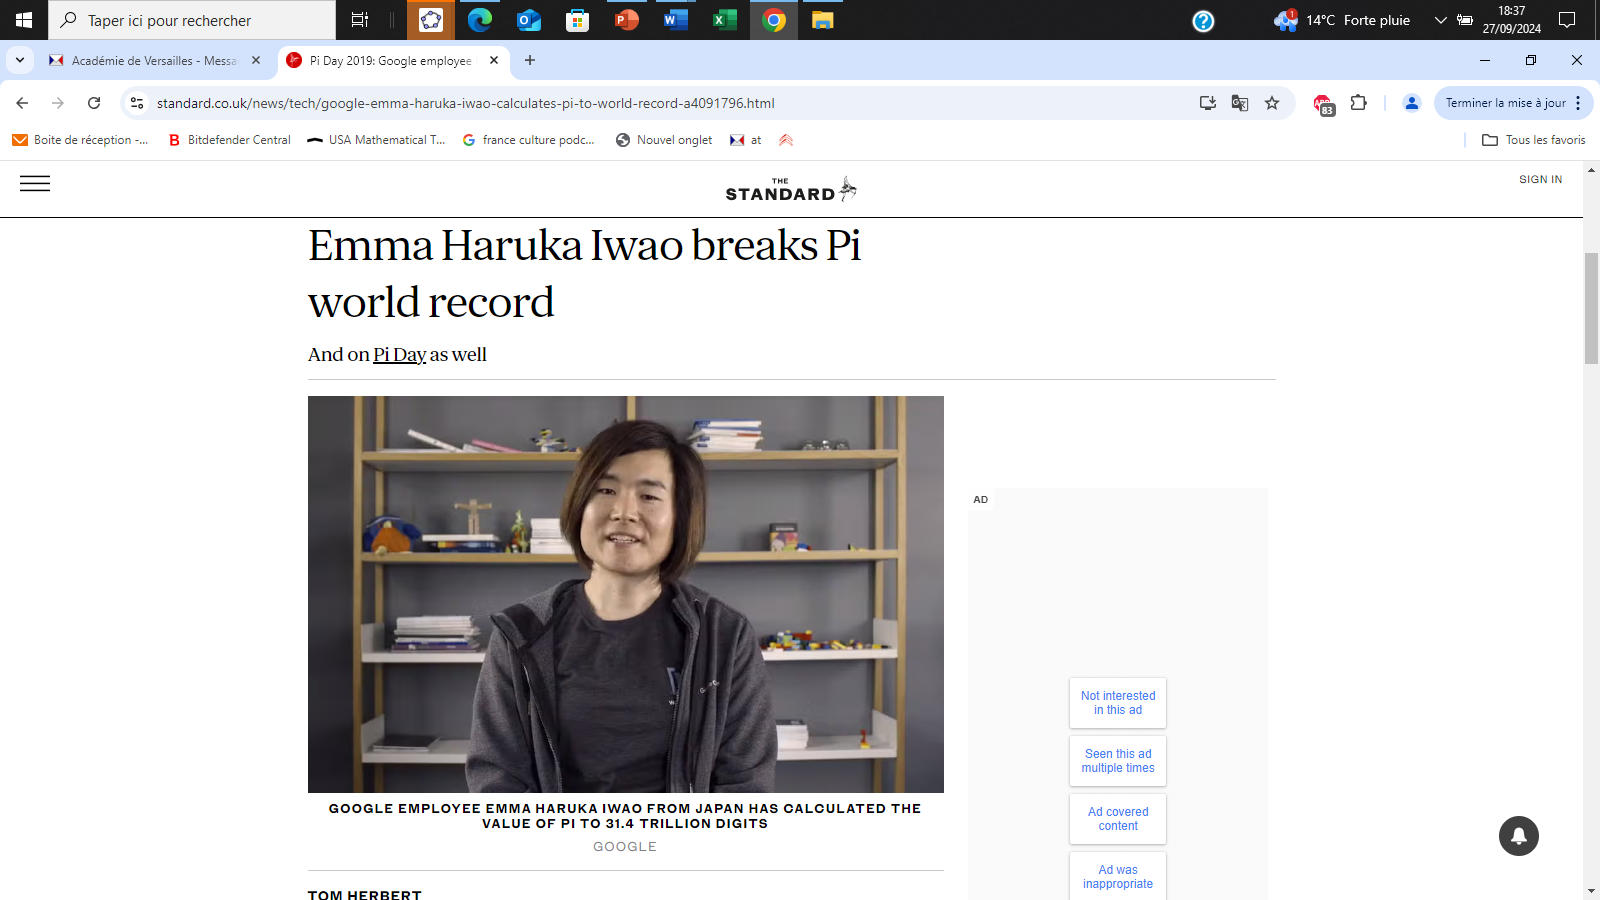 Taper ici pour rechercher
1
14°C Forte pluie
18:37
27/09/2024
Académie de Versailles - Messa
Pi Day 2019: Google employee
standard.co.uk/news/tech/google-emma-haruka-iwao-calculates-pi-to-world-record-a4091796.html
83
Terminer la mise à jour
Boite de réception -...
Bitdefender Central
USA Mathematical T...
france culture podc...
Nouvel onglet
at
Tous les favoris
THE
STANDARD
SIGN IN
Emma Haruka Iwao breaks Pi
world record
And on Pi Day as well
AD
Not interested
in this ad
Seen this ad
multiple times
Ad covered
content
Ad was
inappropriate
GOOGLE EMPLOYEE EMMA HARUKA IWAO FROM JAPAN HAS CALCULATED THE
VALUE OF PI TO 31.4 TRILLION DIGITS
GOOGLE
TOM HERBERT